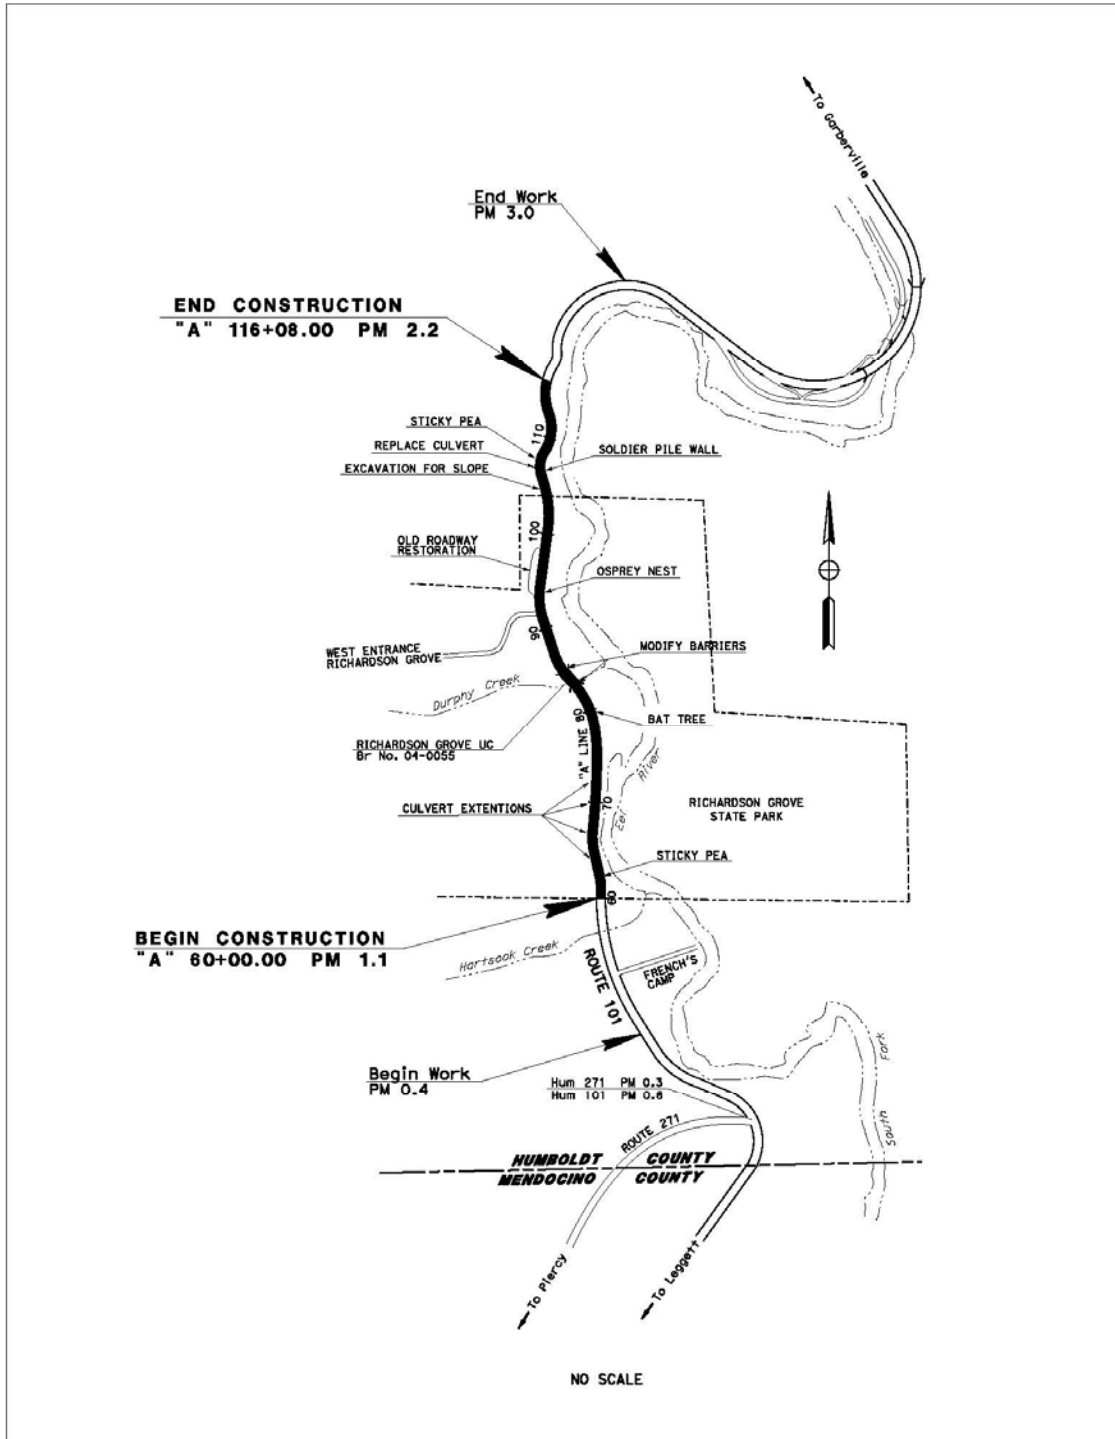 To Garberville
End Work
PM 3.0
END CONSTRUCTION
"A" 116+08.00 PM 2.2
STICKY PEA
110
REPLACE CULVERT
SOLDIER PILE WALL
EXCAVATION FOR SLOPE
100
OLD ROADWAY
RESTORATION
OSPREY NEST
90
WEST ENTRANCE
RICHARDSON GROVE
MODIFY BARRIERS
Durphy Creek
80
BAT TREE
"A" LINE
RICHARDSON GROVE UC
Br No. 04-0055
River
Eel
70
CULVERT EXTENTIONS
RICHARDSON GROVE
STATE PARK
STICKY PEA
60
BEGIN CONSTRUCTION
"A" 60+00.00 PM 1.1
Hartsook Creek
ROUTE 101
FRENCH'S
CAMP
Fork
South
Begin Work
PM 0.4
Hum 271 PM 0.3
Hum 101 PM 0.6
ROUTE 271
HUMBOLDT COUNTY
MENDOCINO COUNTY
To Piercy
To Leggett
NO SCALE